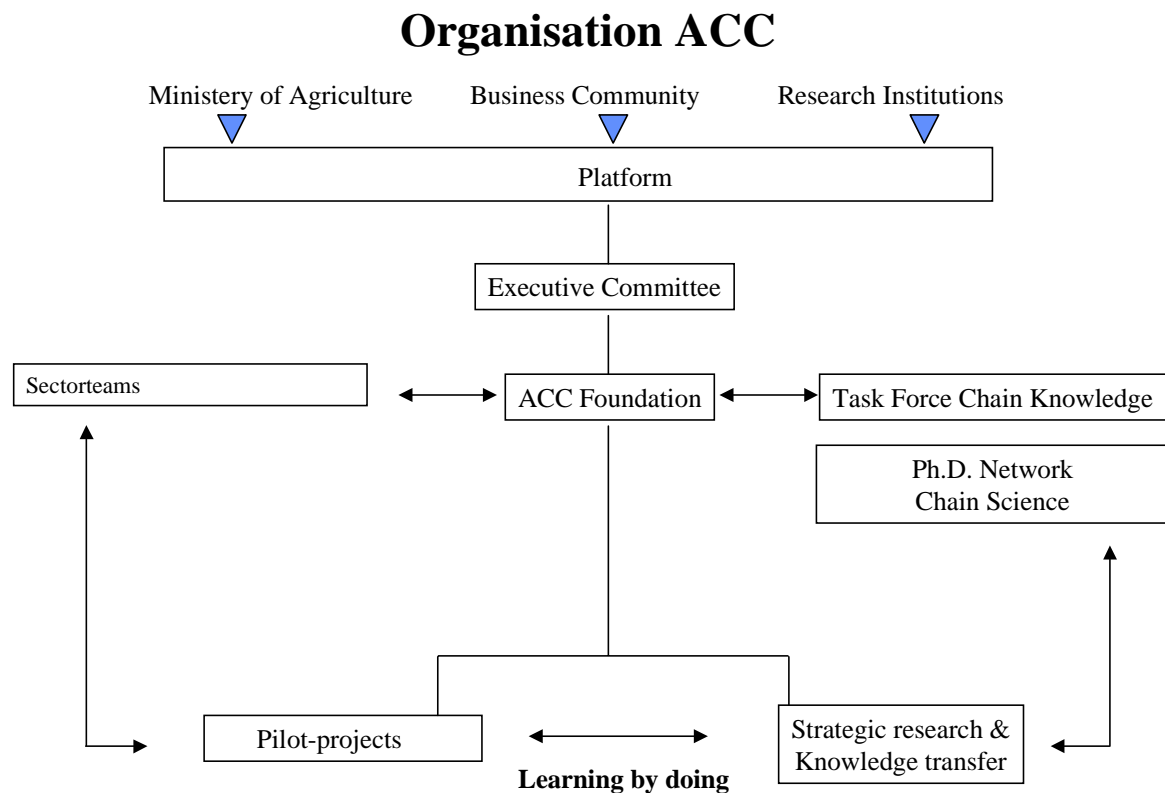 Organisation ACC
Ministery of Agriculture
Business Community
Research Institutions
Platform
Executive Committee
Sectorteams
ACC Foundation
Task Force Chain Knowledge
Ph.D. Network
Chain Science
Pilot-projects
Strategic research &
Knowledge transfer
Learning by doing